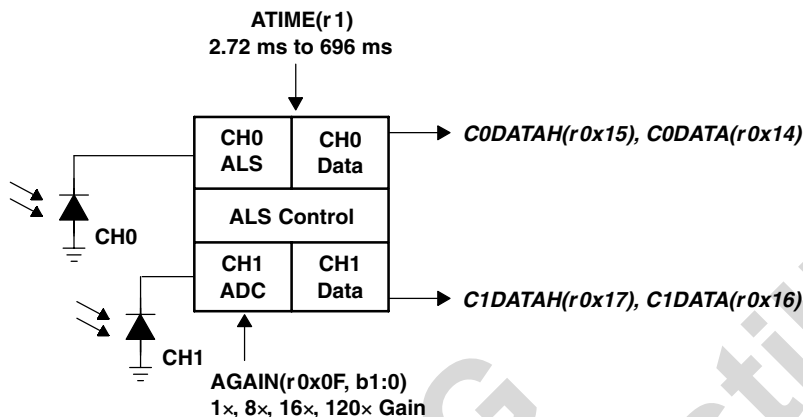 ATIME(r1)
2.72 ms to 696 ms
CH0
ALS
CH0
Data
C0DATAH(r0x15), C0DATA(r0x14)
ALS Control
CH0
CH1
ADC
CH1
Data
C1DATAH(r0x17), C1DATA(r0x16)
CH1
AGAIN(r0x0F, b1:0)
1×, 8×, 16×, 120× Gain